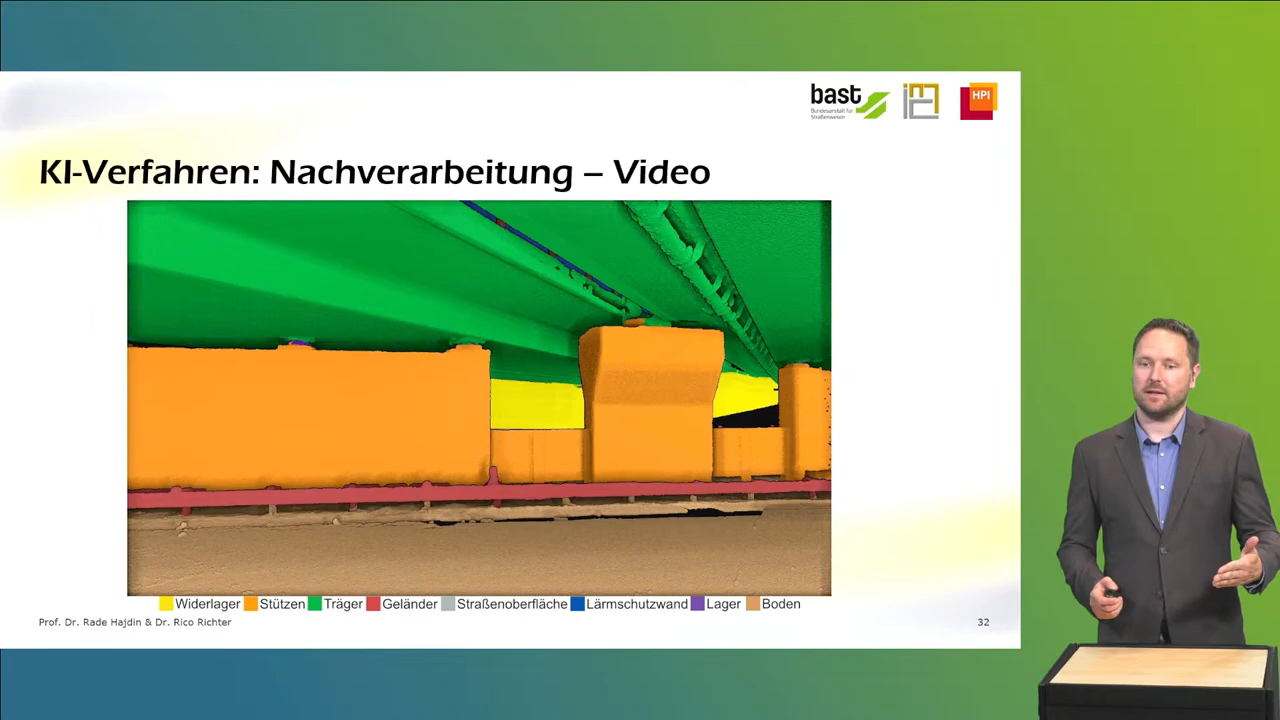 bast
Bundesanstalt für
Straßenwesen
HPI
KI-Verfahren: Nachverarbeitung – Video
Widerlager Stützen Träger Geländer Straßenoberfläche Lärmschutzwand Lager Boden
Prof. Dr. Rade Hajdin & Dr. Rico Richter
32